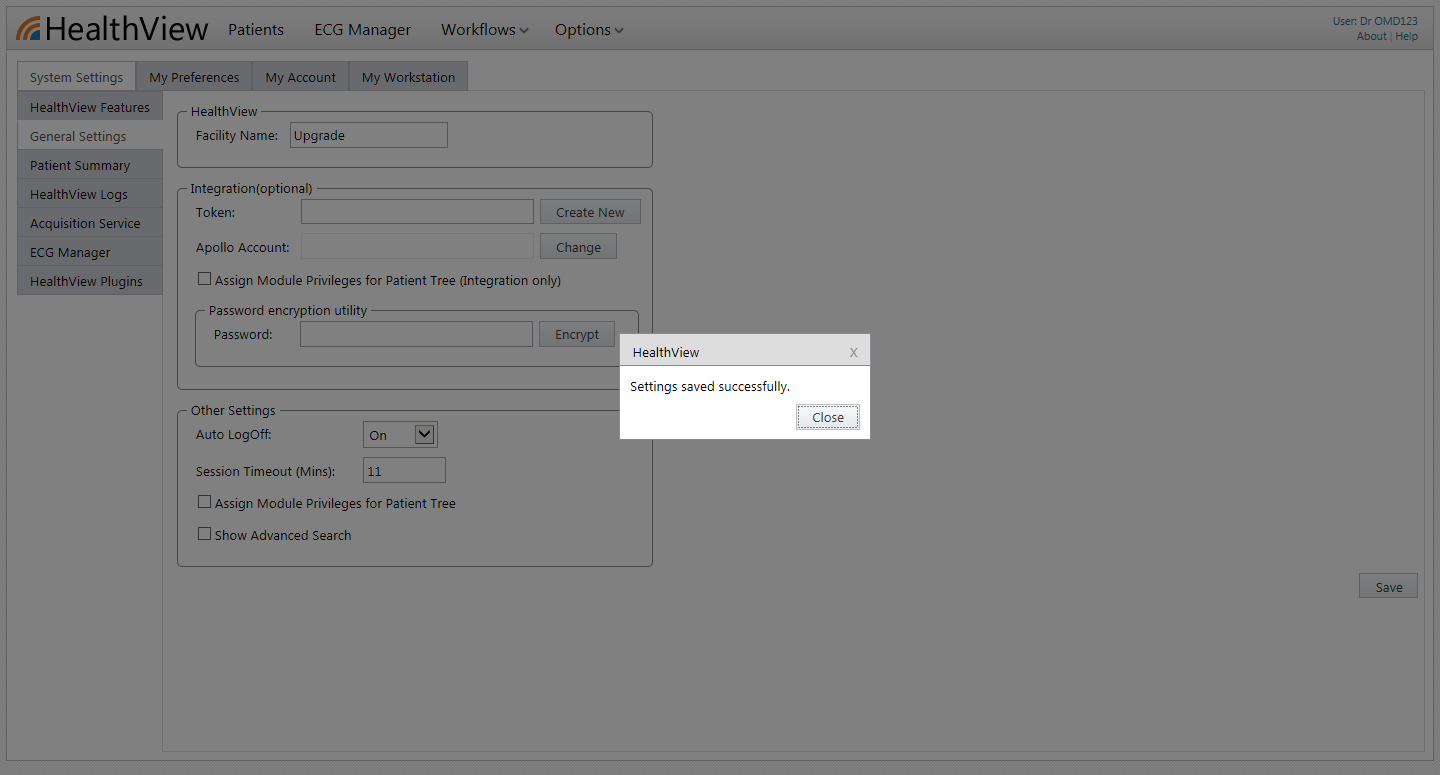 HealthView Patients ECG Manager Workflows Options
User: Dr OMD123
About | Help
System Settings My Preferences My Account My Workstation
HealthView Features
General Settings
Patient Summary
HealthView Logs
Acquisition Service
ECG Manager
HealthView Plugins
HealthView
Facility Name: Upgrade
Integration(optional)
Token: Create New
Apollo Account: Change
Assign Module Privileges for Patient Tree (Integration only)
Password encryption utility
Password: Encrypt
HealthView X
Settings saved successfully.
Close
Other Settings
Auto LogOff: On
Session Timeout (Mins): 11
Assign Module Privileges for Patient Tree
Show Advanced Search
Save